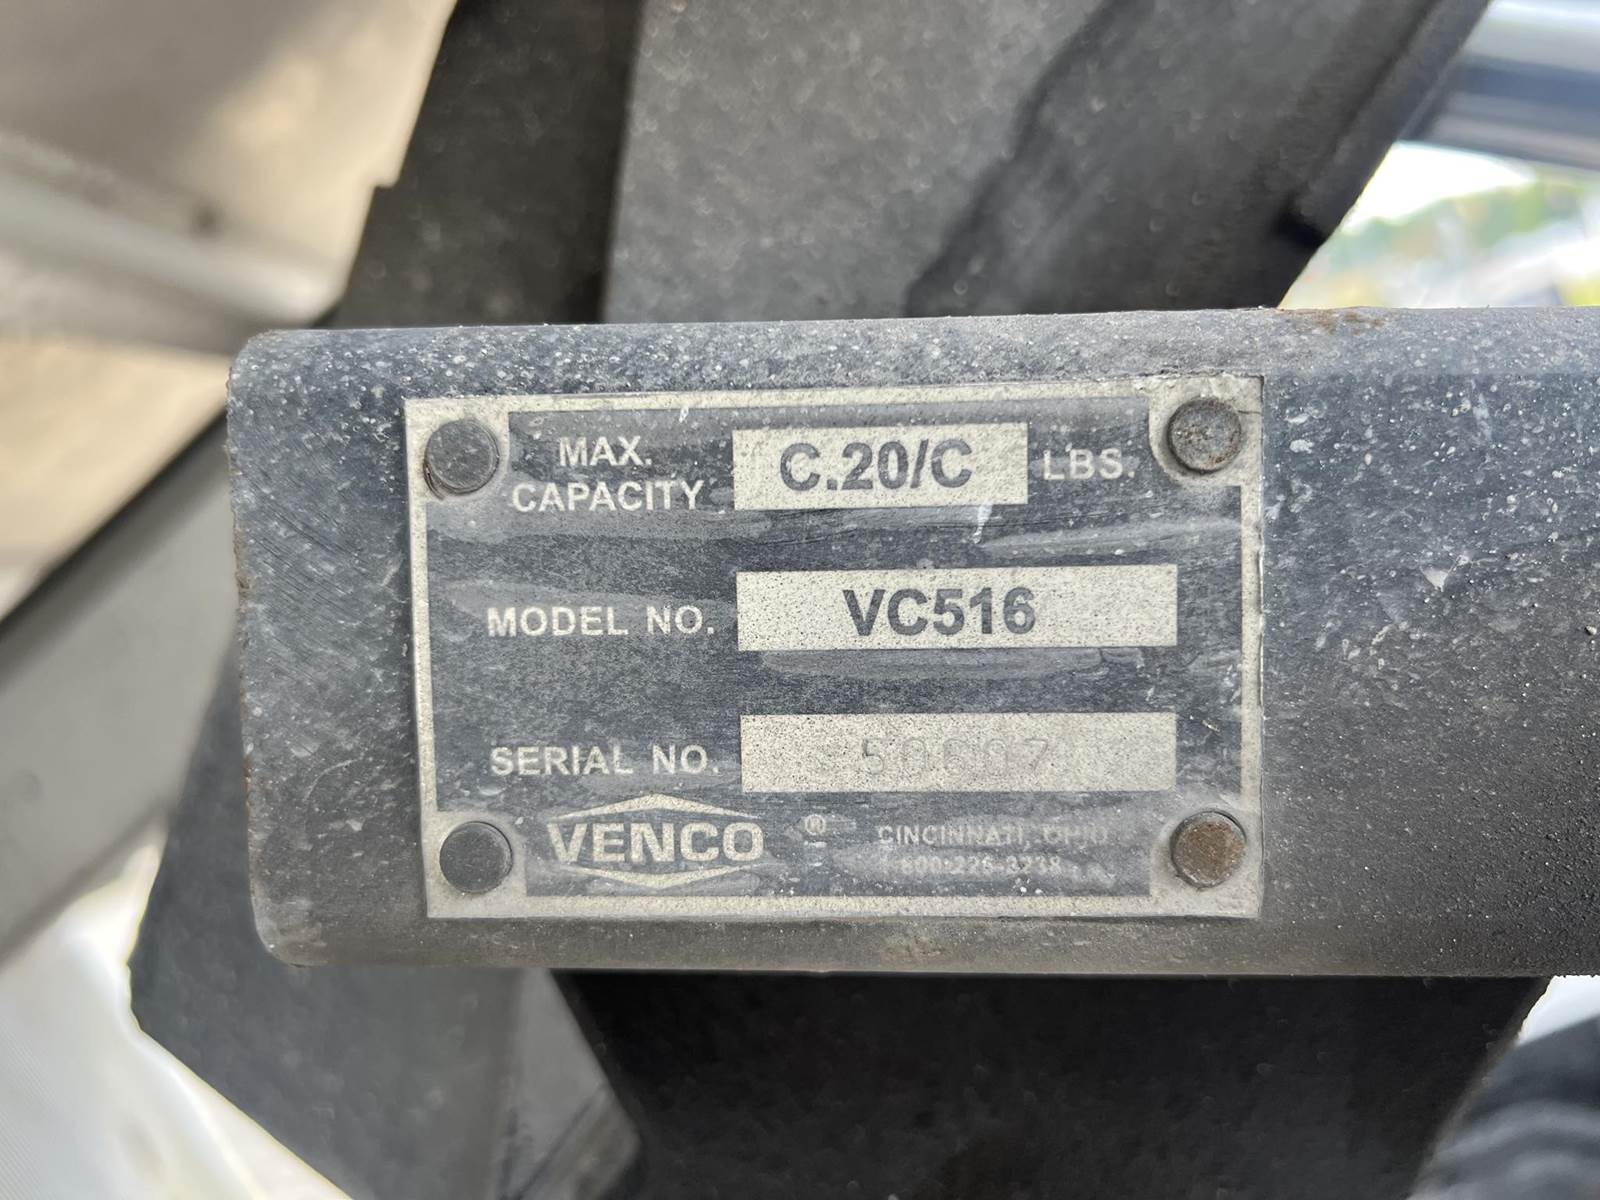 MAX.
CAPACITY C.20/C LBS.
MODEL NO. VC516
SERIAL NO.
VENCO ® CINCINNATI, OHIO